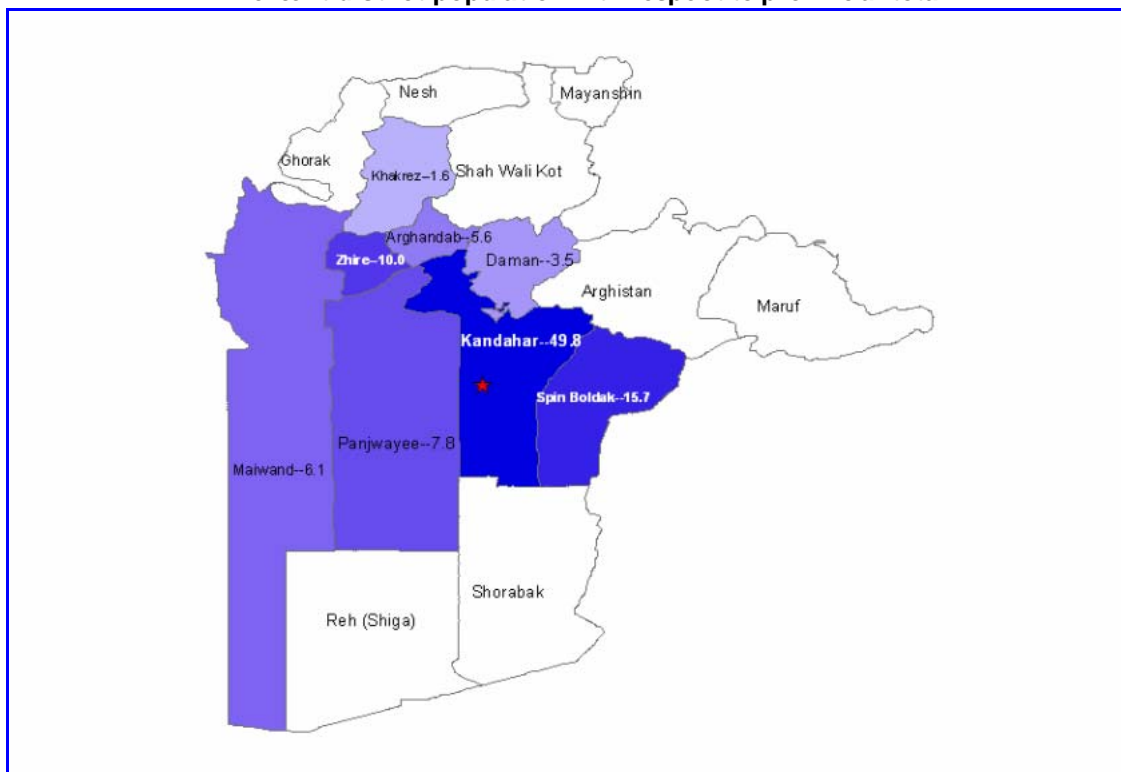 Nesh
Mayanshin
Ghorak
Khakrez--1.6
Shah Wali Kot
Arghandab--5.6
Zhire--10.0
Daman--3.5
Arghistan
Maruf
Kandahar--49.8
Spin Boldak--15.7
Panjwayee--7.8
Maiwand--6.1
Shorabak
Reh (Shiga)